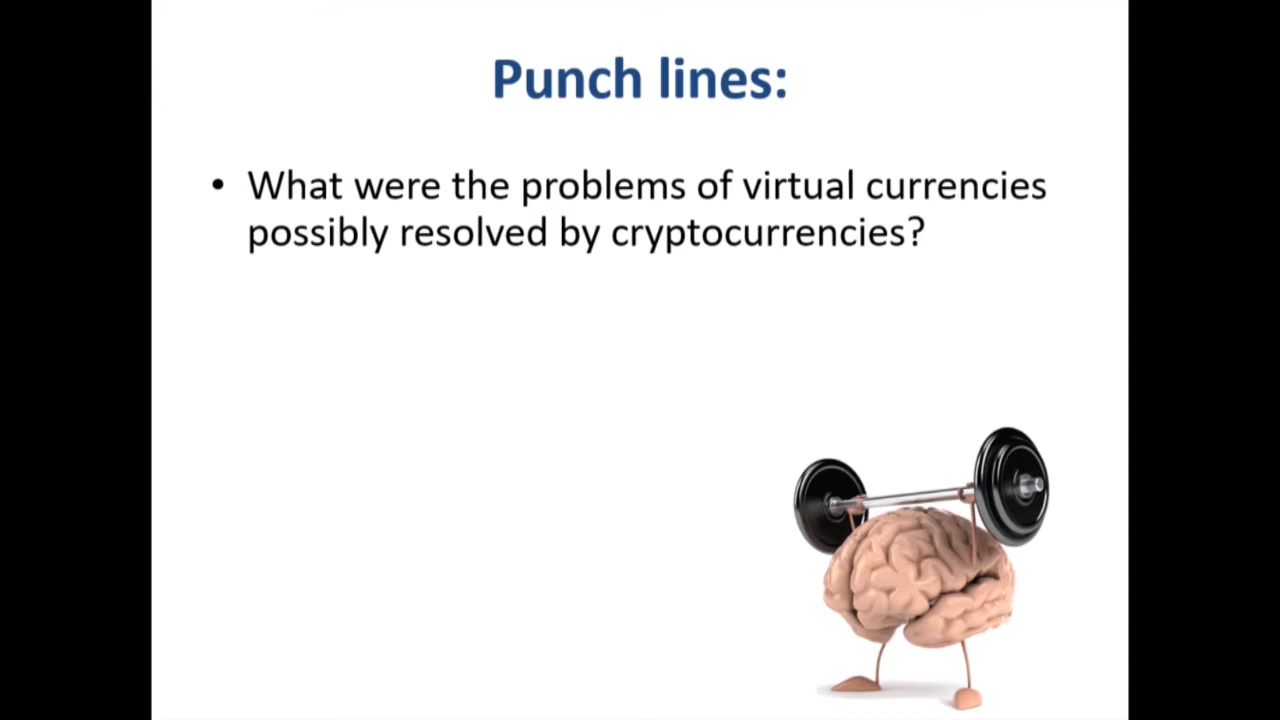 Punch lines:
• What were the problems of virtual currencies
possibly resolved by cryptocurrencies?